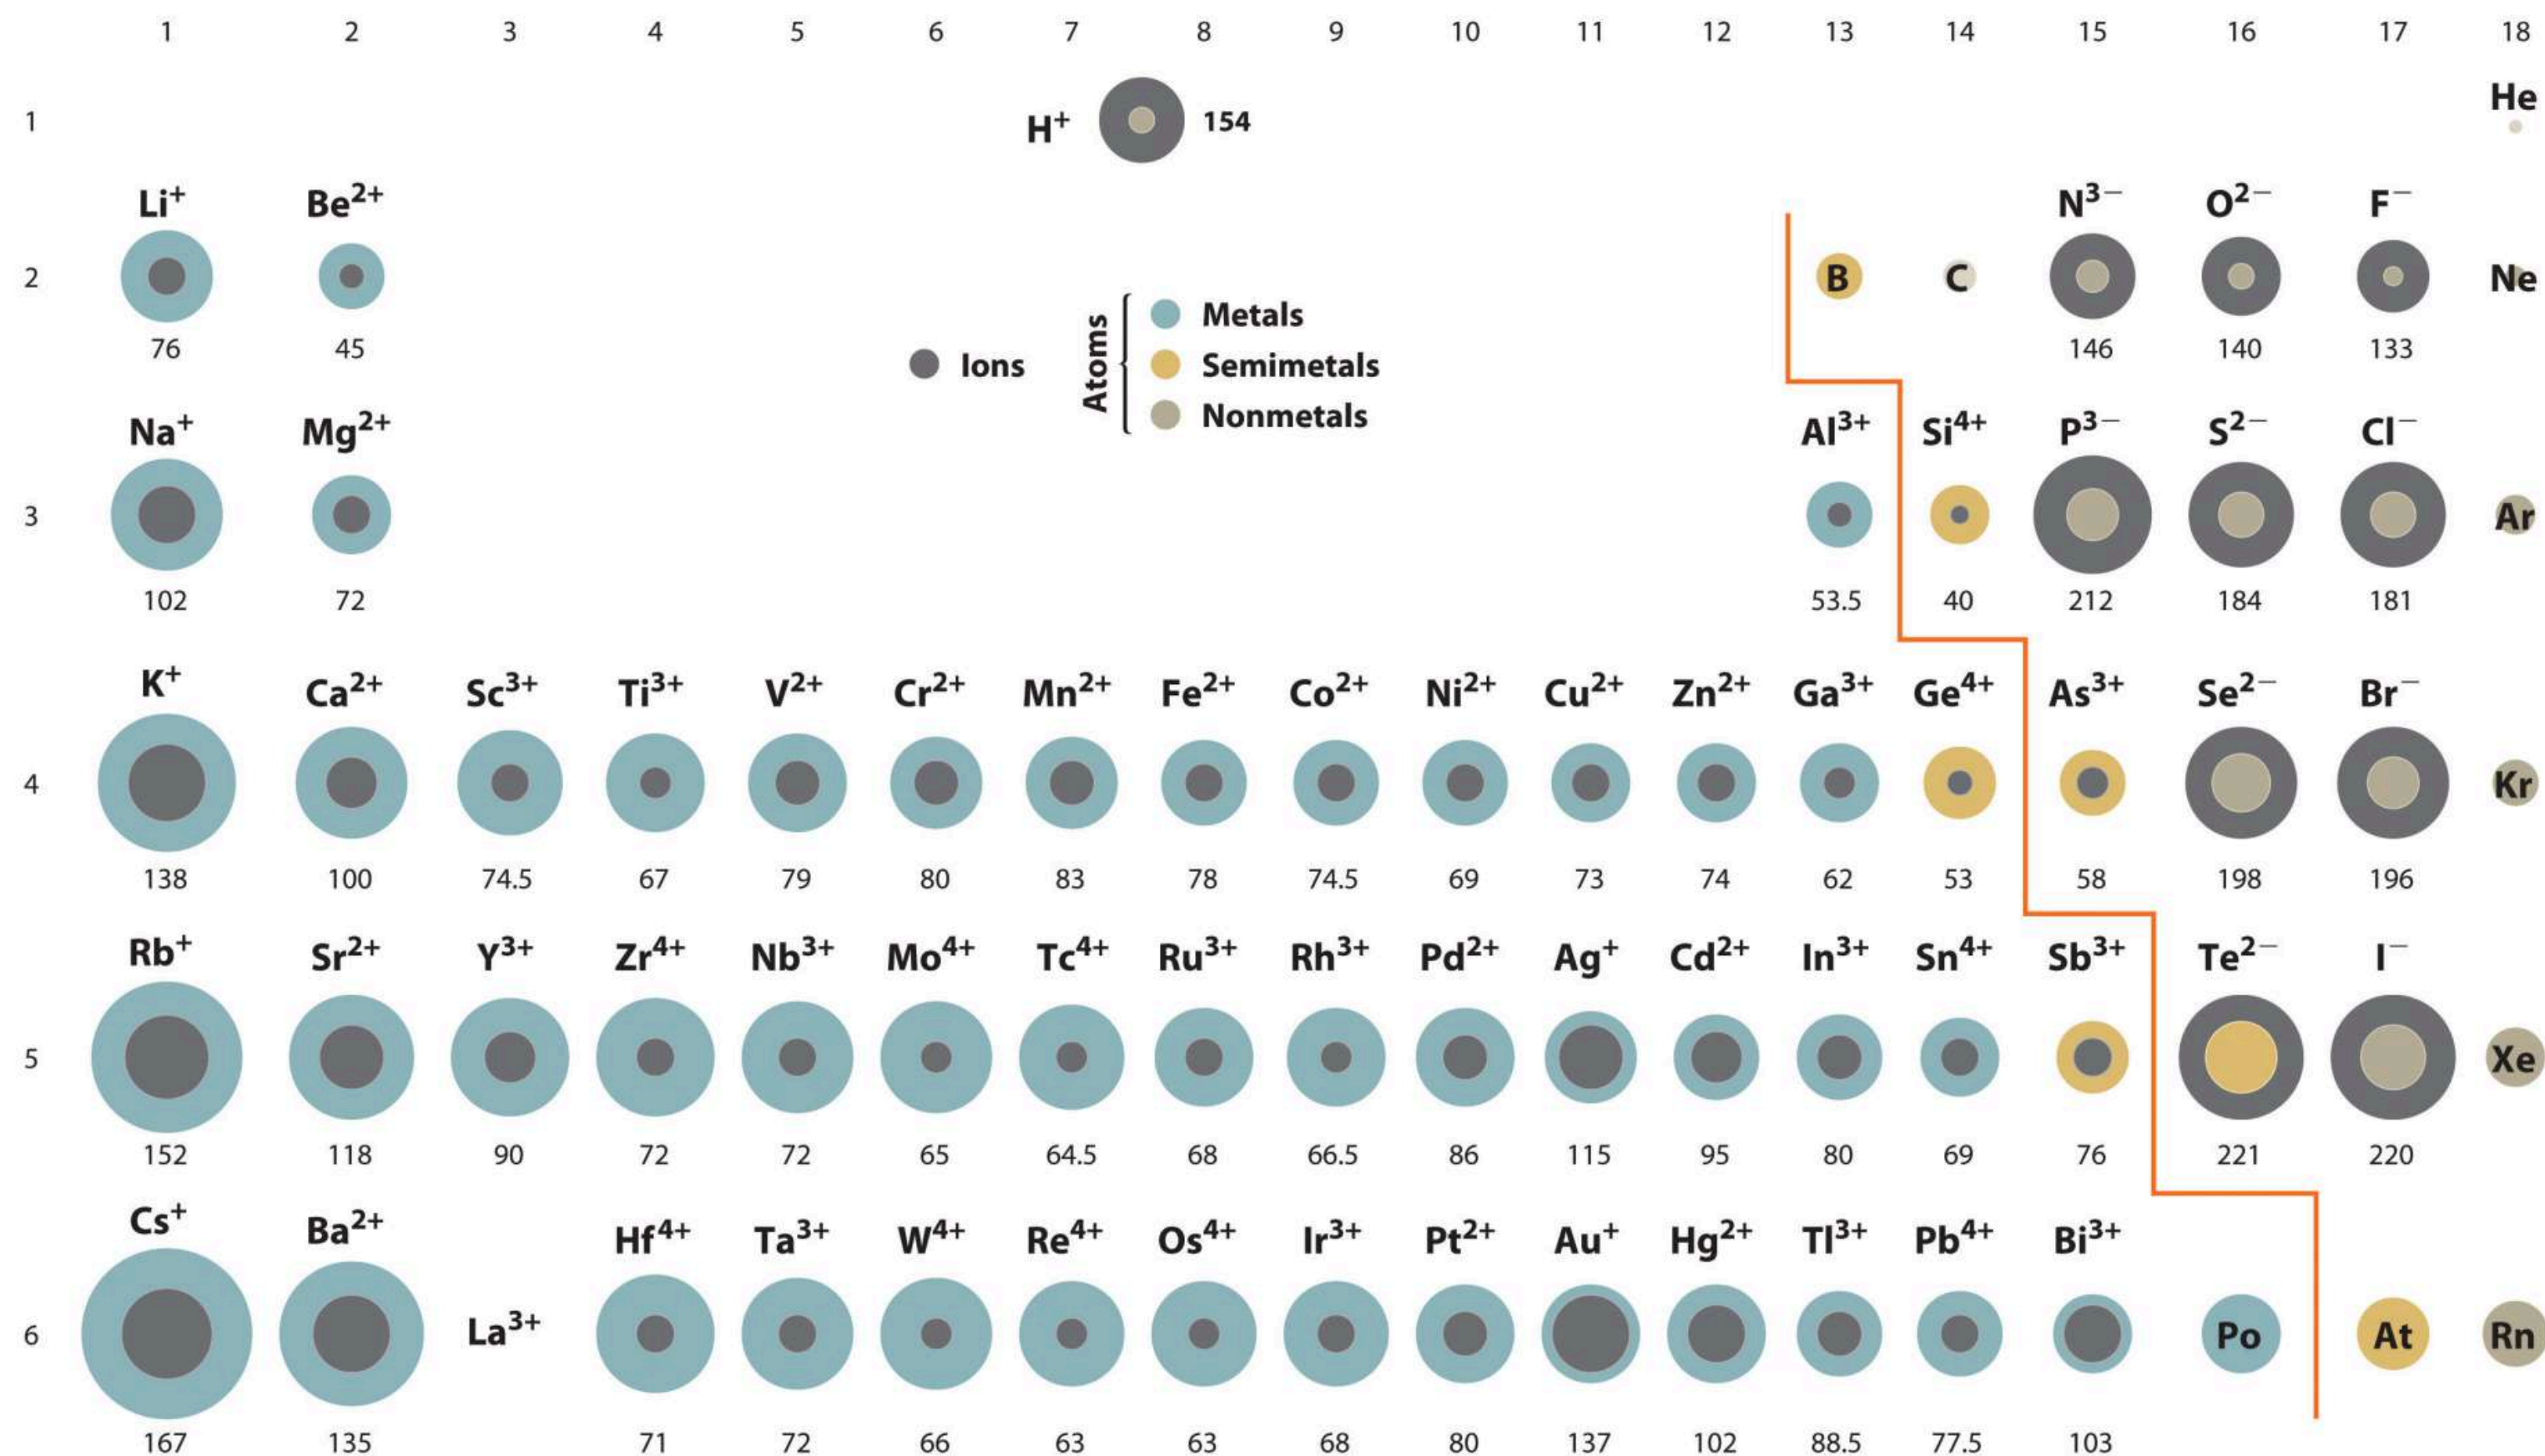 1 2 3 4 5 6 7 8 9 10 11 12 13 14 15 16 17 18
1 H⁺ 154 He
Li⁺ Be²⁺ N³⁻ O²⁻ F⁻
2 B C Ne
76 45 146 140 133
Ions
Atoms
Metals
Semimetals
Nonmetals
Na⁺ Mg²⁺ Al³⁺ Si⁴⁺ P³⁻ S²⁻ Cl⁻
3 Ar
102 72 53.5 40 212 184 181
K⁺ Ca²⁺ Sc³⁺ Ti³⁺ V²⁺ Cr²⁺ Mn²⁺ Fe²⁺ Co²⁺ Ni²⁺ Cu²⁺ Zn²⁺ Ga³⁺ Ge⁴⁺ As³⁺ Se²⁻ Br⁻
4 Kr
138 100 74.5 67 79 80 83 78 74.5 69 73 74 62 53 58 198 196
Rb⁺ Sr²⁺ Y³⁺ Zr⁴⁺ Nb³⁺ Mo⁴⁺ Tc⁴⁺ Ru³⁺ Rh³⁺ Pd²⁺ Ag⁺ Cd²⁺ In³⁺ Sn⁴⁺ Sb³⁺ Te²⁻ I⁻
5 Xe
152 118 90 72 72 65 64.5 68 66.5 86 115 95 80 69 76 221 220
Cs⁺ Ba²⁺ Hf⁴⁺ Ta³⁺ W⁴⁺ Re⁴⁺ Os⁴⁺ Ir³⁺ Pt²⁺ Au⁺ Hg²⁺ Tl³⁺ Pb⁴⁺ Bi³⁺
6 La³⁺ Po At Rn
167 135 71 72 66 63 63 68 80 137 102 88.5 77.5 103